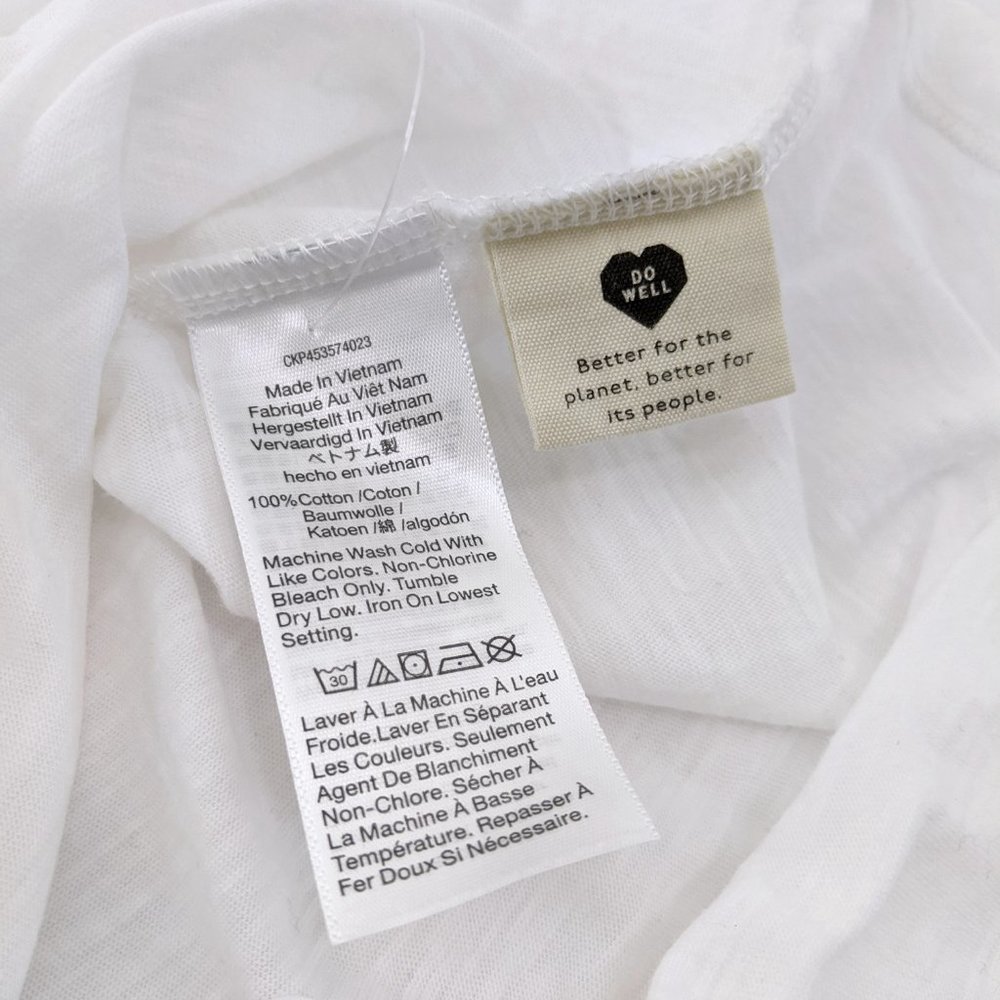 CKP453574023
Made In Vietnam
Fabriqué Au Viêt Nam
Hergestellt In Vietnam
Vervaardigd In Vietnam
ベトナム製
hecho en vietnam
100%Cotton /Coton /
Baumwolle /
Katoen /綿 /algodón
Machine Wash Cold With
Like Colors. Non-Chlorine
Bleach Only. Tumble
Dry Low. Iron On Lowest
Setting.
30
Laver À La Machine À L'eau
Froide.Laver En Séparant
Les Couleurs. Seulement
Agent De Blanchiment
Non-Chlore. Sécher À
La Machine À Basse
Température. Repasser À
Fer Doux Si Nécessaire.
DO
WELL
Better for the
planet. better for
its people.